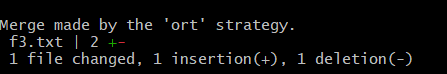 Merge made by the 'ort' strategy.
 f3.txt | 2 +-
 1 file changed, 1 insertion(+), 1 deletion(-)